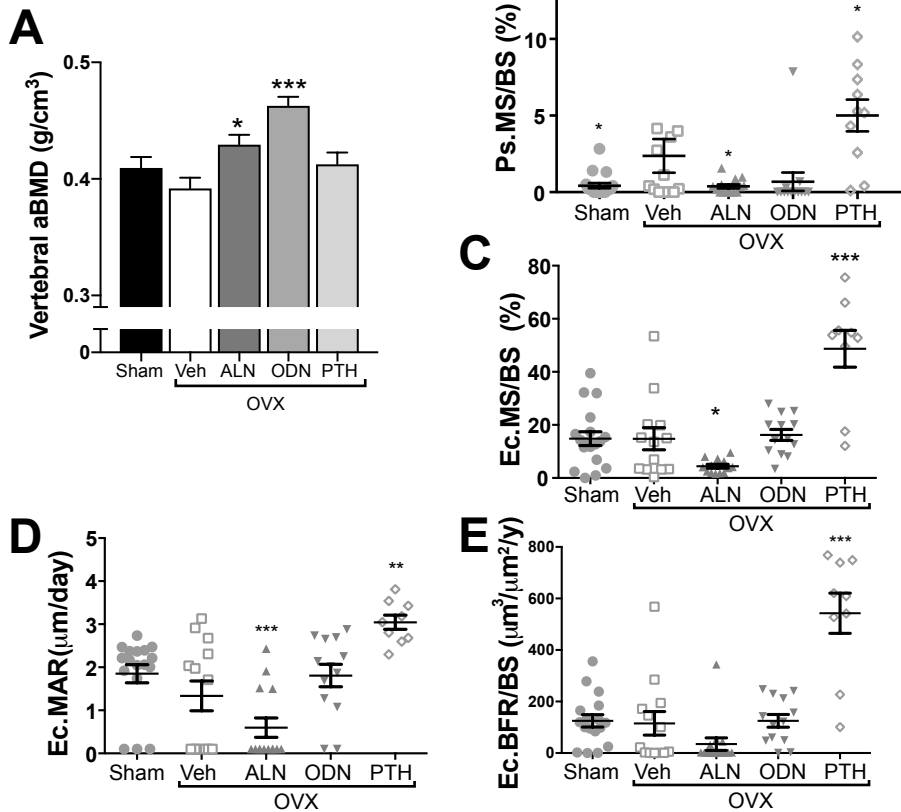 A
Vertebral aBMD (g/cm³)
0.5
0.4
0.3
0
*
***
Sham Veh ALN ODN PTH
OVX
Ps.MS/BS (%)
10
5
0
*
*
*
Sham Veh ALN ODN PTH
OVX
C
Ec.MS/BS (%)
80
60
40
20
0
*
***
Sham Veh ALN ODN PTH
OVX
D
Ec.MAR(μm/day)
5
4
3
2
1
0
***
**
Sham Veh ALN ODN PTH
OVX
E
Ec.BFR/BS (μm³/μm²/y)
800
600
400
200
0
***
Sham Veh ALN ODN PTH
OVX